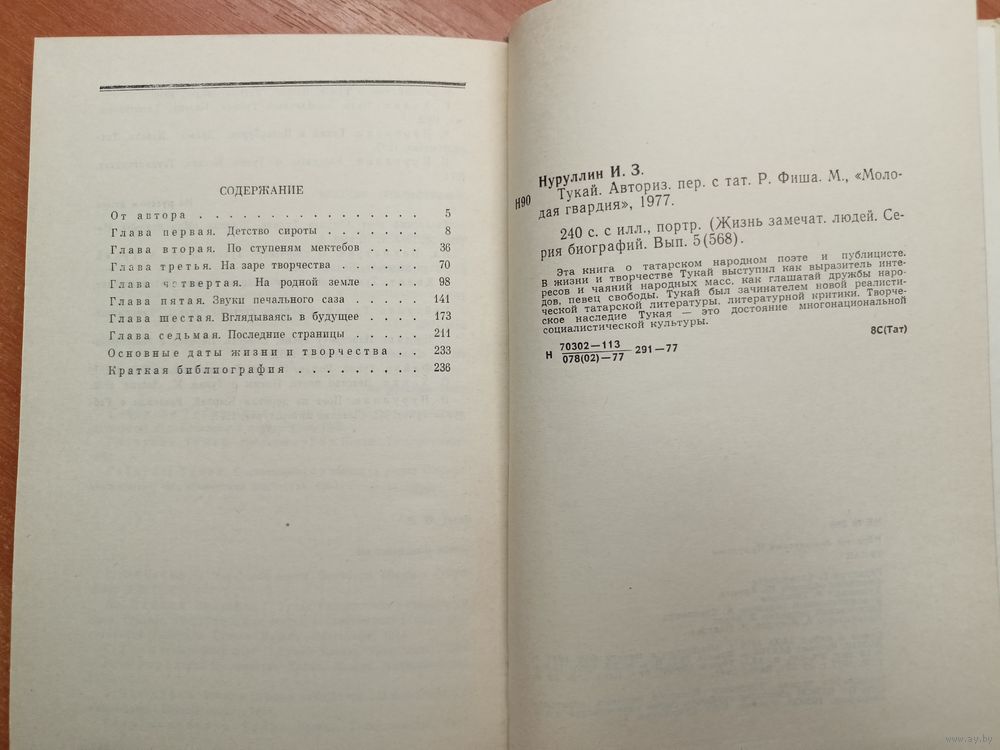 СОДЕРЖАНИЕ
От автора . . . . . . . . . . . . . . . . 5
Глава первая. Детство сироты . . . . . . . 8
Глава вторая. По ступеням мектебов . . . . 36
Глава третья. На заре творчества . . . . . . 70
Глава четвертая. На родной земле . . . . 98
Глава пятая. Звуки печального саза . . . . . 141
Глава шестая. Вглядываясь в будущее . . . . 173
Глава седьмая. Последние страницы . . . . . 211
Основные даты жизни и творчества . . 233
Краткая библиография . . . . . . . . . 236
Нуруллин И. З.
Н90 Тукай. Авториз. пер. с тат. Р. Фиша. М., «Моло-
дая гвардия», 1977.
240 с. с илл., портр. (Жизнь замечат. людей. Се-
рия биографий. Вып. 5(568).
Эта книга о татарском народном поэте и публицисте.
В жизни и творчестве Тукай выступил как выразитель инте-
ресов и чаяний народных масс, как глашатай дружбы наро-
дов, певец свободы. Тукай был зачинателем новой реалисти-
ческой татарской литературы, литературной критики. Творче-
ское наследие Тукая — это достояние многонациональной
социалистической культуры.
8С(Тат)
Н 70302—113
078(02)—77 291—77
www.ay.by